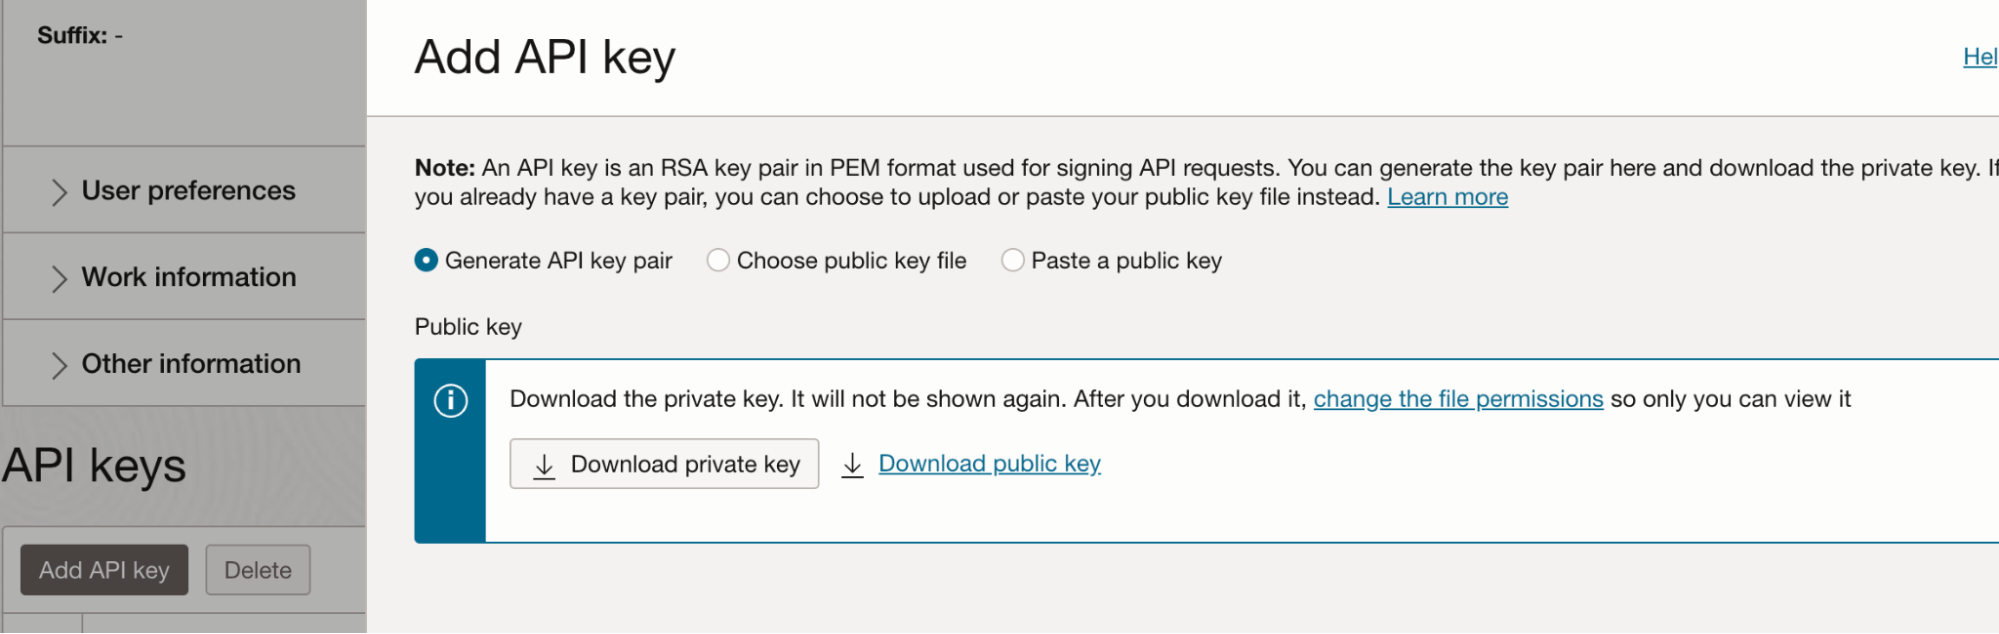 Suffix: -
User preferences
Work information
Other information
API keys
Add API key
Delete
Add API key
Note: An API key is an RSA key pair in PEM format used for signing API requests. You can generate the key pair here and download the private key. If
you already have a key pair, you can choose to upload or paste your public key file instead. Learn more
Generate API key pair
Choose public key file
Paste a public key
Public key
Download the private key. It will not be shown again. After you download it, change the file permissions so only you can view it
Download private key
Download public key